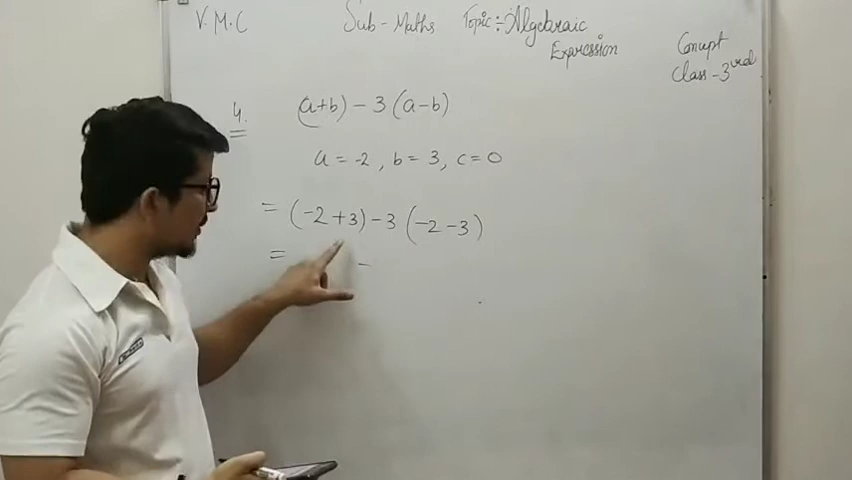 V.M.C Sub - Maths Topic :- Algebraic
Expression
Concept
Class - 3rd
4. (a+b) - 3 (a-b)
a = -2 , b = 3, c = 0
= (-2 + 3) - 3 (-2 - 3)
= -